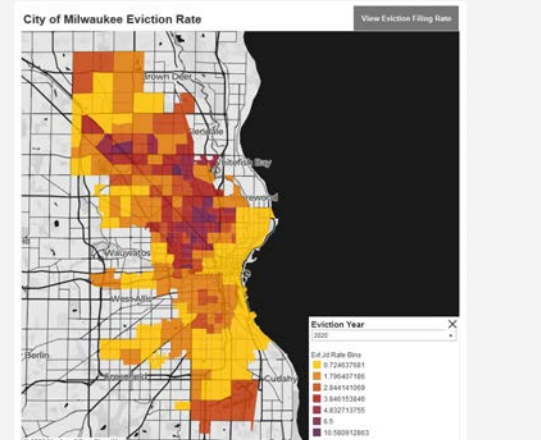 City of Milwaukee Eviction Rate
View Eviction Filing Rate
Brown Deer
Glendale
Whitefish Bay
Shorewood
Wauwatosa
West Allis
Greenfield
Cudahy
Berlin
Eviction Year
2020
Evt Jd Rate Bins
0.724637681
1.796407186
2.844141069
3.846153846
4.832713755
6.5
10.580912863